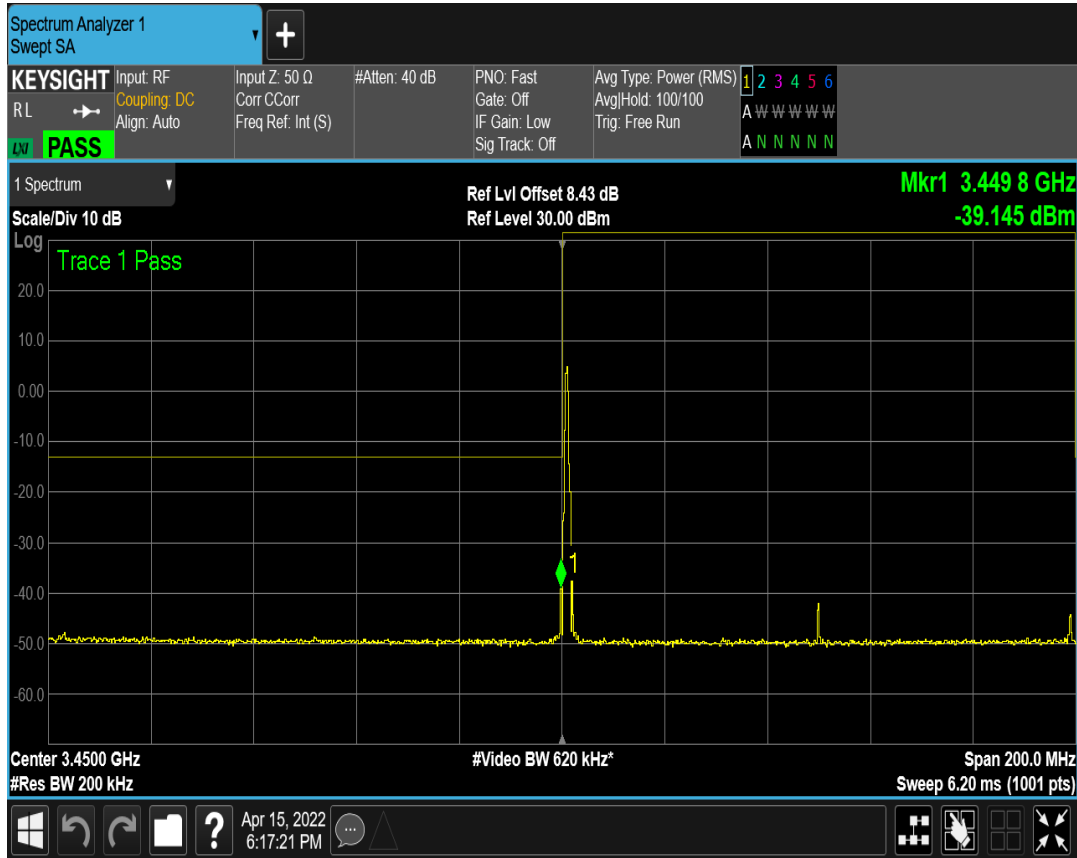 Spectrum Analyzer 1
Swept SA
+
KEYSIGHT
RL
LXI
PASS
Input: RF
Coupling: DC
Align: Auto
Input Z: 50 Ω
Corr CCorr
Freq Ref: Int (S)
#Atten: 40 dB
PNO: Fast
Gate: Off
IF Gain: Low
Sig Track: Off
Avg Type: Power (RMS)
Avg|Hold: 100/100
Trig: Free Run
1 2 3 4 5 6
A W W W W W
A N N N N N
1 Spectrum
Scale/Div 10 dB
Ref Lvl Offset 8.43 dB
Ref Level 30.00 dBm
Mkr1 3.449 8 GHz
-39.145 dBm
Log
Trace 1 Pass
20.0
10.0
0.00
-10.0
-20.0
-30.0
1
-40.0
-50.0
-60.0
Center 3.4500 GHz
#Res BW 200 kHz
#Video BW 620 kHz*
Span 200.0 MHz
Sweep 6.20 ms (1001 pts)
?
Apr 15, 2022
6:17:21 PM